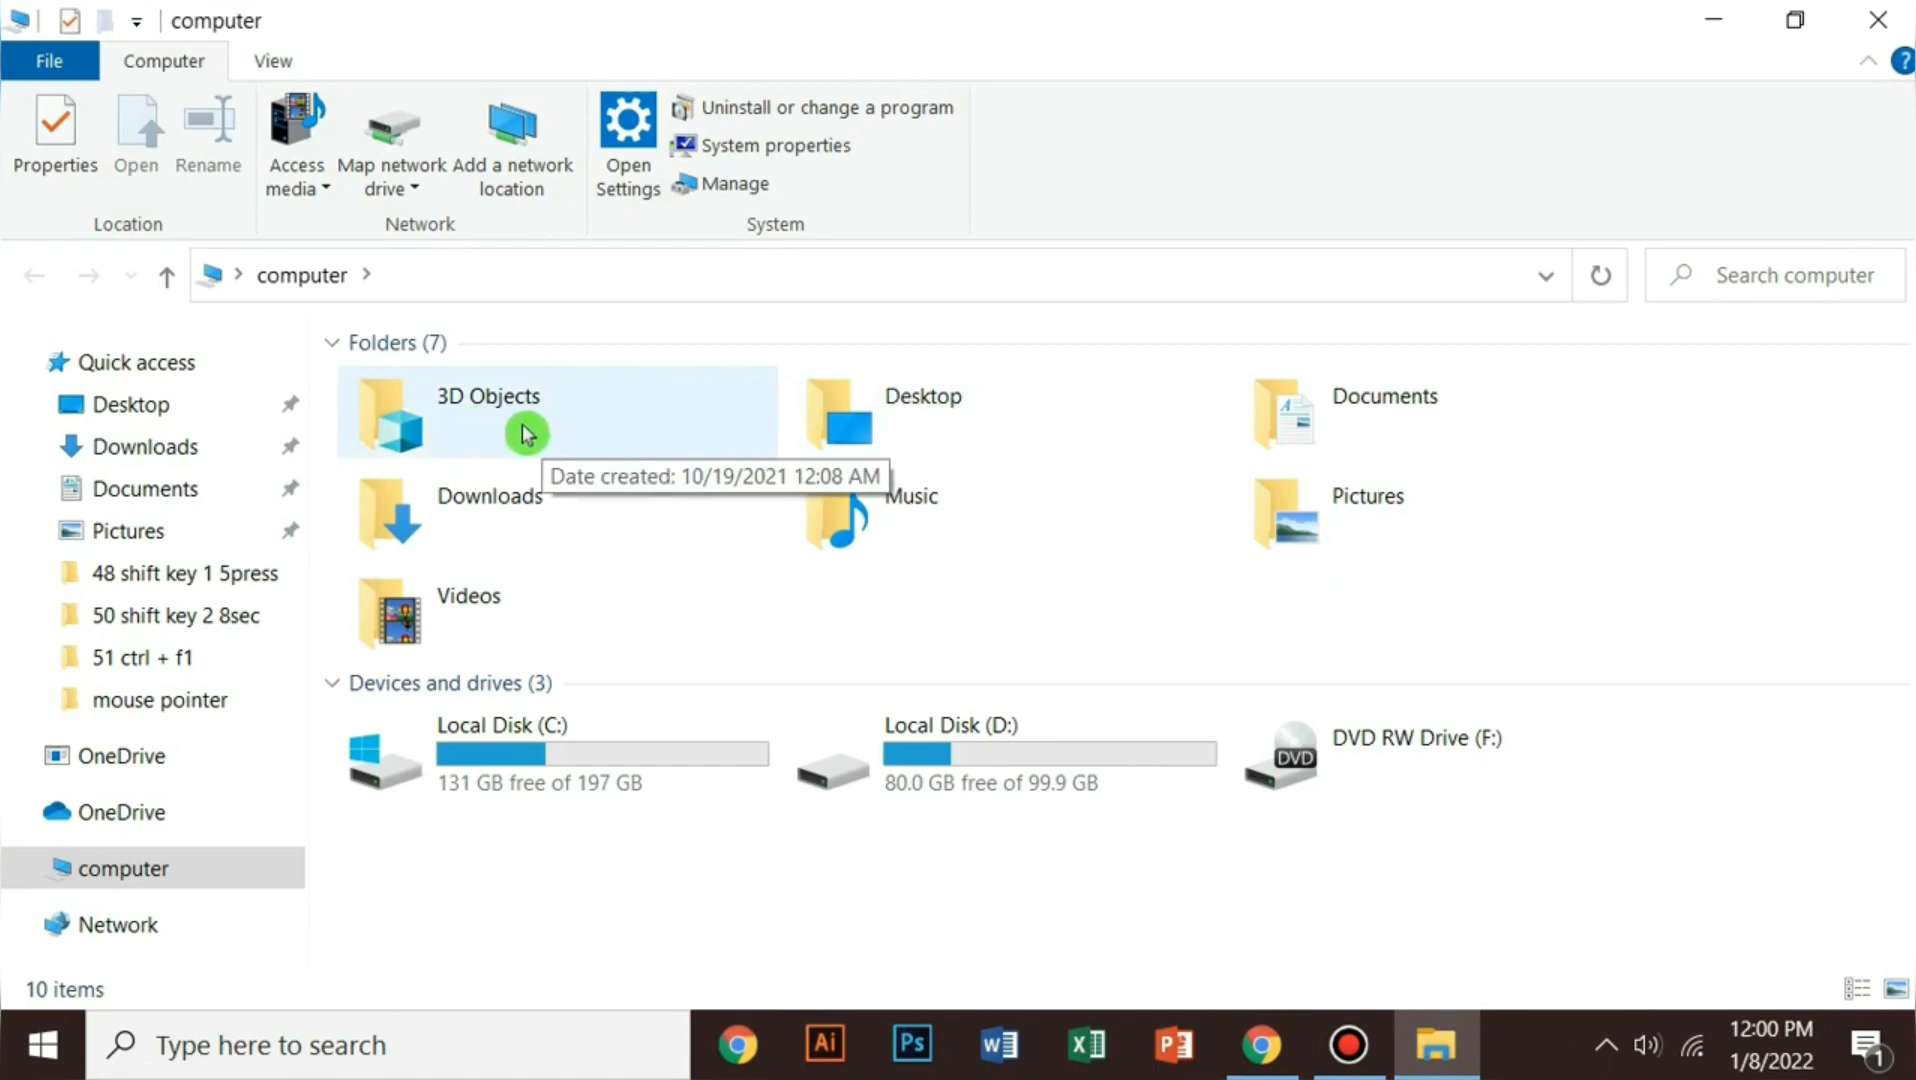 computer
File
Computer
View
?
Properties
Open
Rename
Access
media
Map network
drive
Add a network
location
Open
Settings
Uninstall or change a program
System properties
Manage
Location
Network
System
computer
Search computer
Quick access
Desktop
Downloads
Documents
Pictures
48 shift key 1 5press
50 shift key 2 8sec
51 ctrl + f1
mouse pointer
OneDrive
OneDrive
computer
Network
Folders (7)
3D Objects
Desktop
Documents
Date created: 10/19/2021 12:08 AM
Downloads
Music
Pictures
Videos
Devices and drives (3)
Local Disk (C:)
131 GB free of 197 GB
Local Disk (D:)
80.0 GB free of 99.9 GB
DVD
DVD RW Drive (F:)
10 items
Type here to search
Ai
Ps
W
X
P
12:00 PM
1/8/2022
1